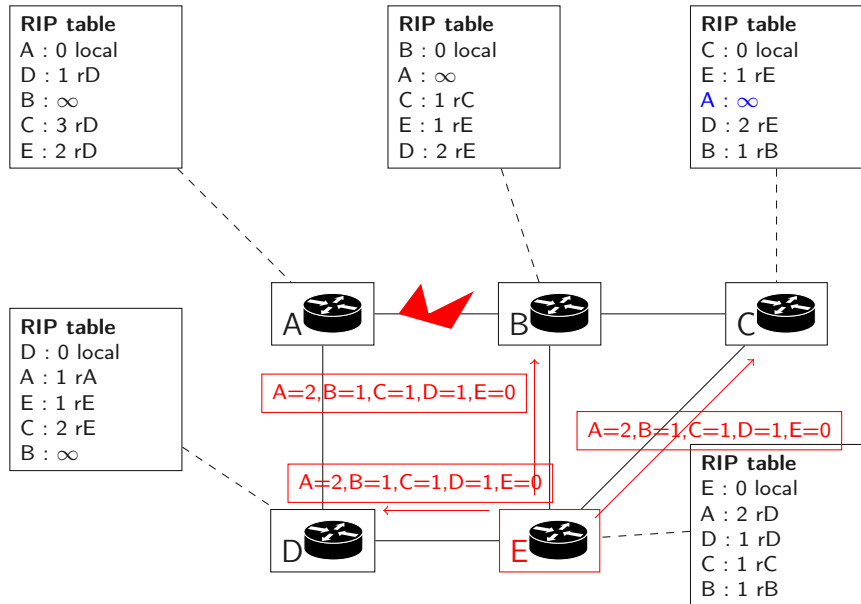 RIP table
A : 0 local
D : 1 rD
B : ∞
C : 3 rD
E : 2 rD
RIP table
B : 0 local
A : ∞
C : 1 rC
E : 1 rE
D : 2 rE
RIP table
C : 0 local
E : 1 rE
A : ∞
D : 2 rE
B : 1 rB
A
B
C
RIP table
D : 0 local
A : 1 rA
E : 1 rE
C : 2 rE
B : ∞
A=2,B=1,C=1,D=1,E=0
A=2,B=1,C=1,D=1,E=0
A=2,B=1,C=1,D=1,E=0
RIP table
E : 0 local
A : 2 rD
D : 1 rD
C : 1 rC
B : 1 rB
D
E